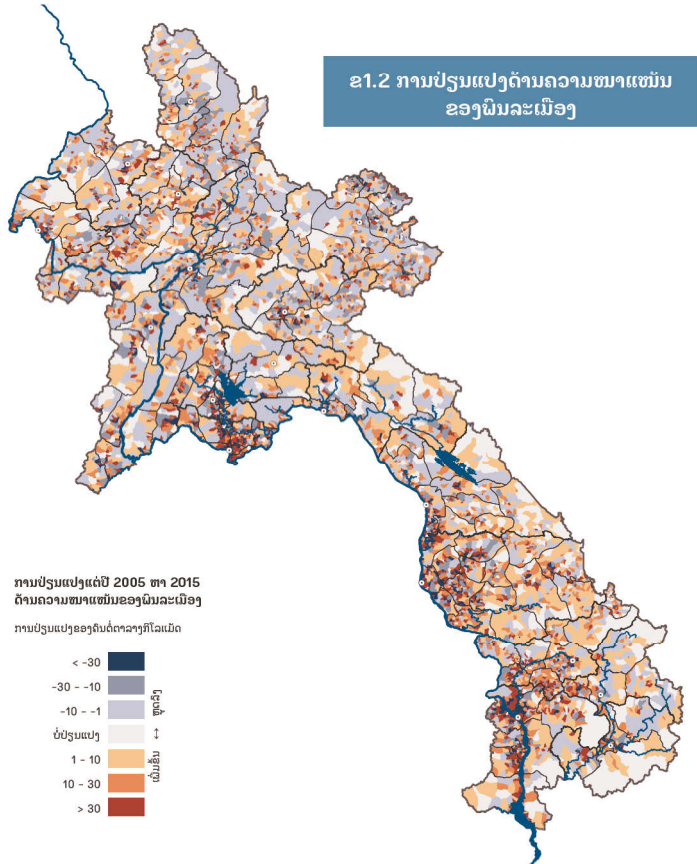 ຂ1.2 ການປ່ຽນແປງດ້ານຄວາມໜາແໜ້ນ
ຂອງພົນລະເມືອງ
ການປ່ຽນແປງແຕ່ປີ 2005 ຫາ 2015
ດ້ານຄວາມໜາແໜ້ນຂອງພົນລະເມືອງ
ການປ່ຽນແປງຂອງຄົນຕໍ່ຕາລາງກິໂລແມັດ
< -30
-30 - -10
-10 - -1
ບໍ່ປ່ຽນແປງ
1 - 10
10 - 30
> 30
ຫຼຸດລົງ
↔
ເພີ່ມຂຶ້ນ